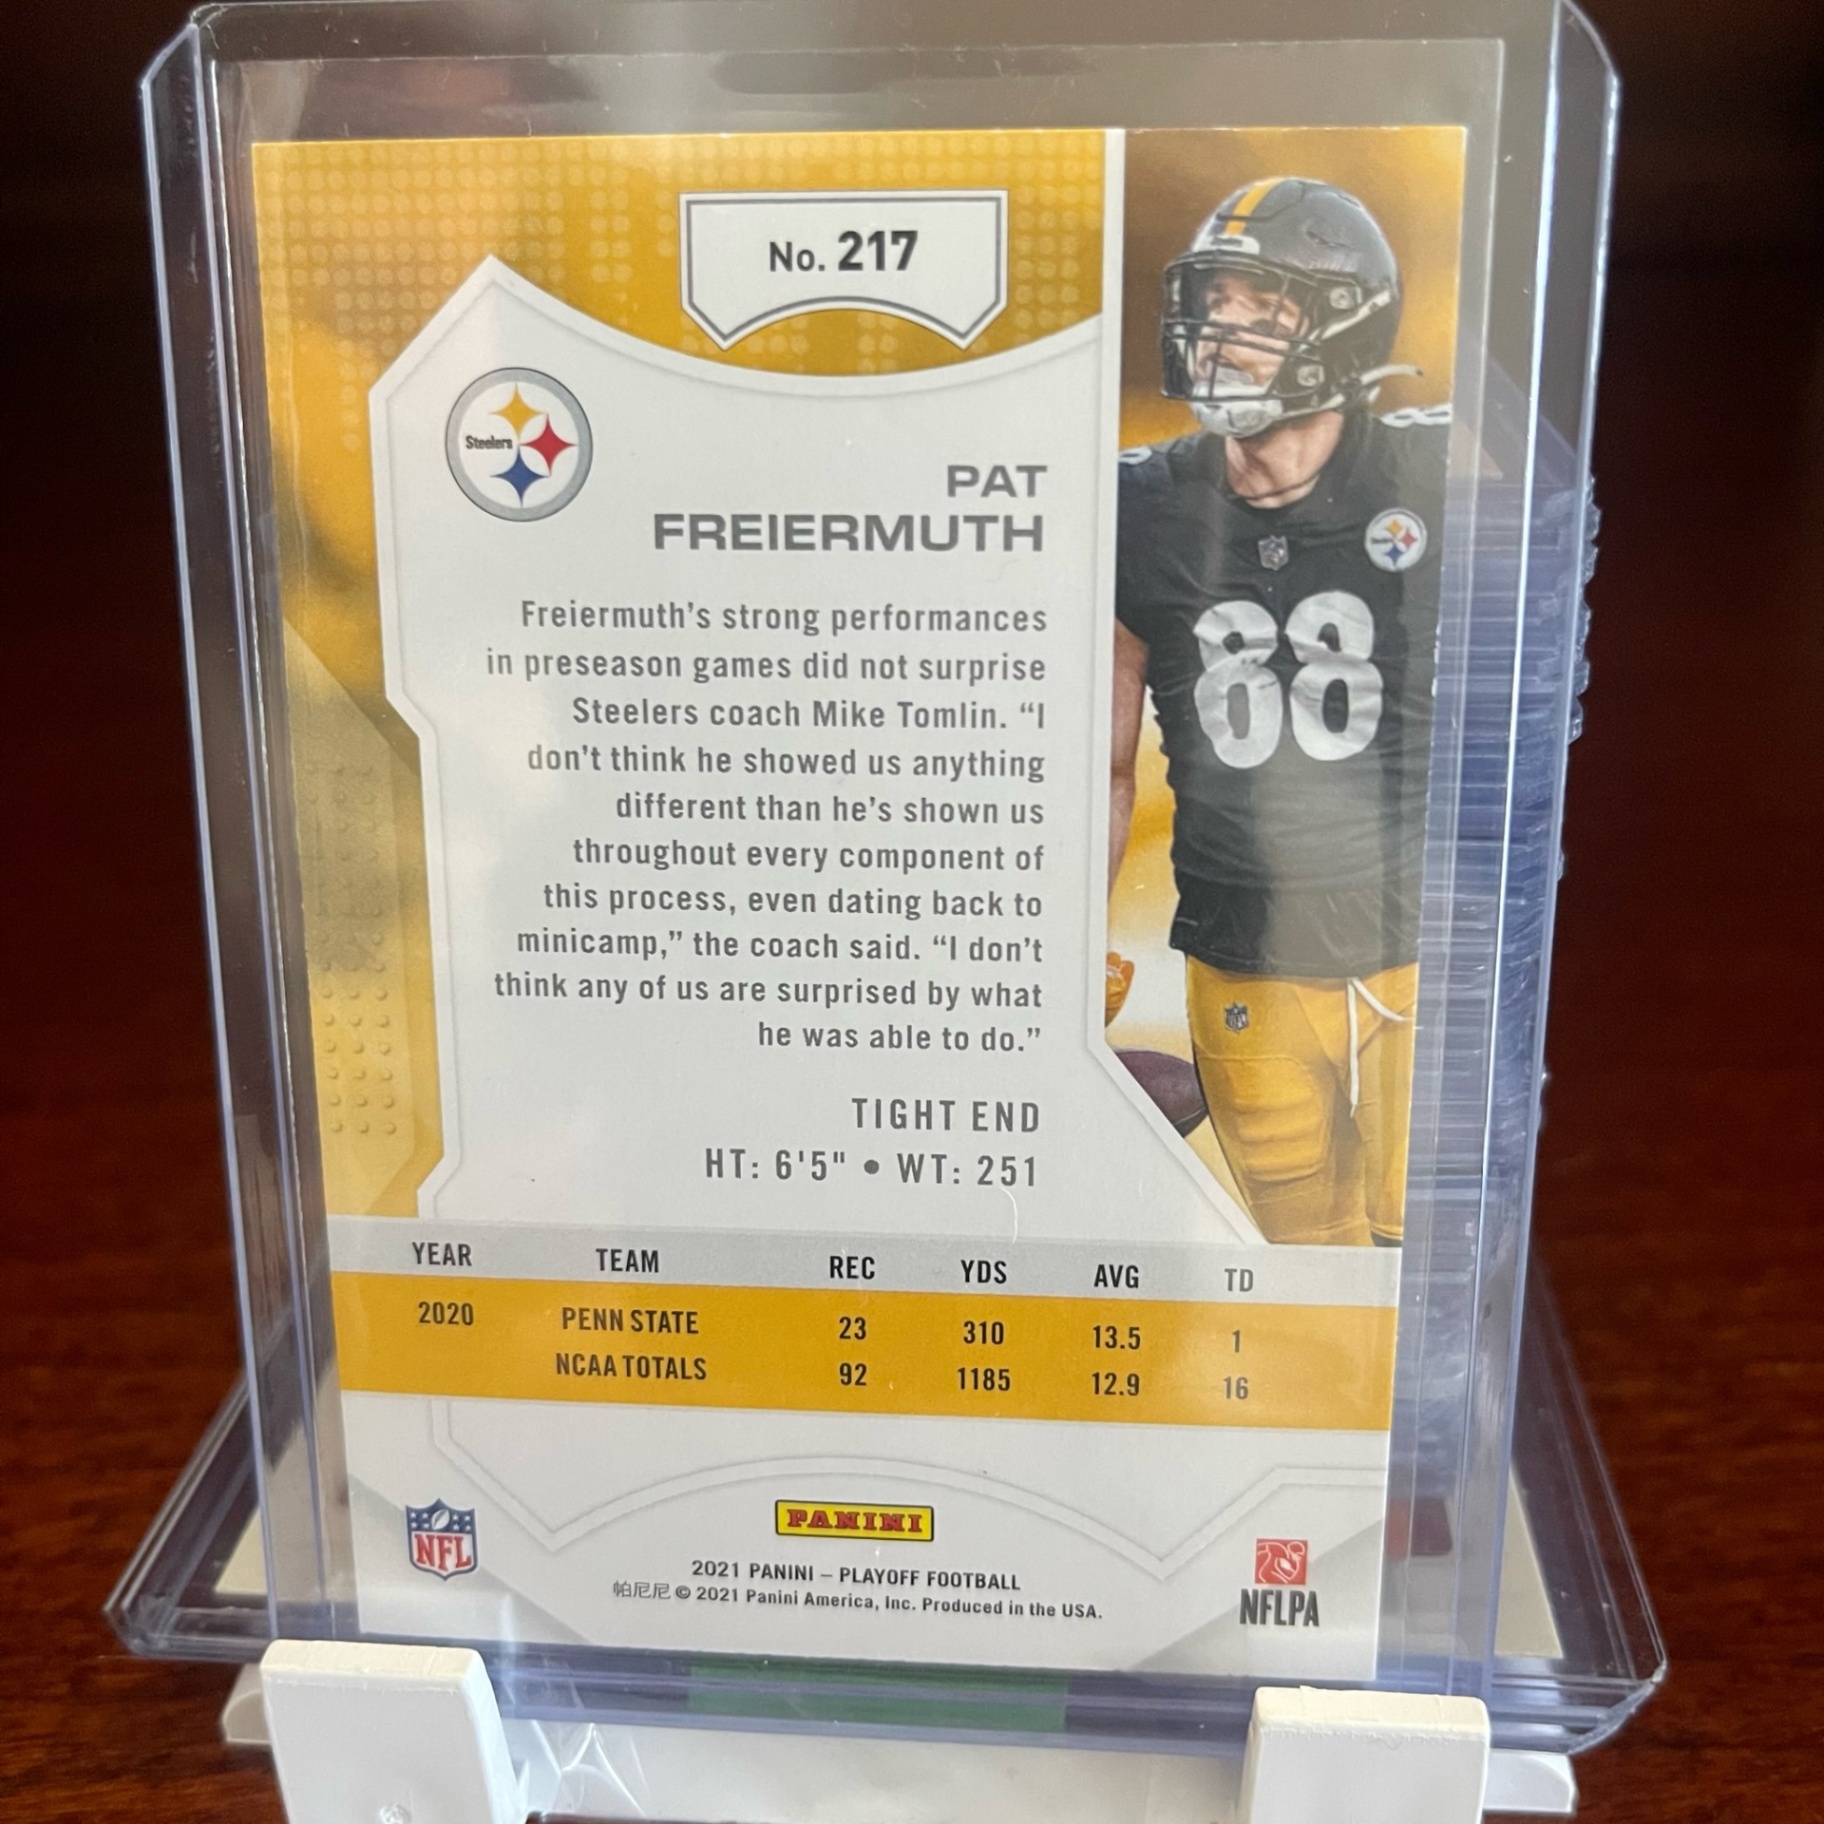 No. 217
Steelers
PAT
FREIERMUTH
Freiermuth's strong performances
in preseason games did not surprise
Steelers coach Mike Tomlin. “I
don't think he showed us anything
different than he's shown us
throughout every component of
this process, even dating back to
minicamp,” the coach said. “I don't
think any of us are surprised by what
he was able to do.”
TIGHT END
HT: 6'5" • WT: 251
88
YEAR TEAM REC YDS AVG TD
2020 PENN STATE 23 310 13.5 1
NCAA TOTALS 92 1185 12.9 16
NFL
PANINI
2021 PANINI – PLAYOFF FOOTBALL
帕尼尼 © 2021 Panini America, Inc. Produced in the USA.
NFLPA